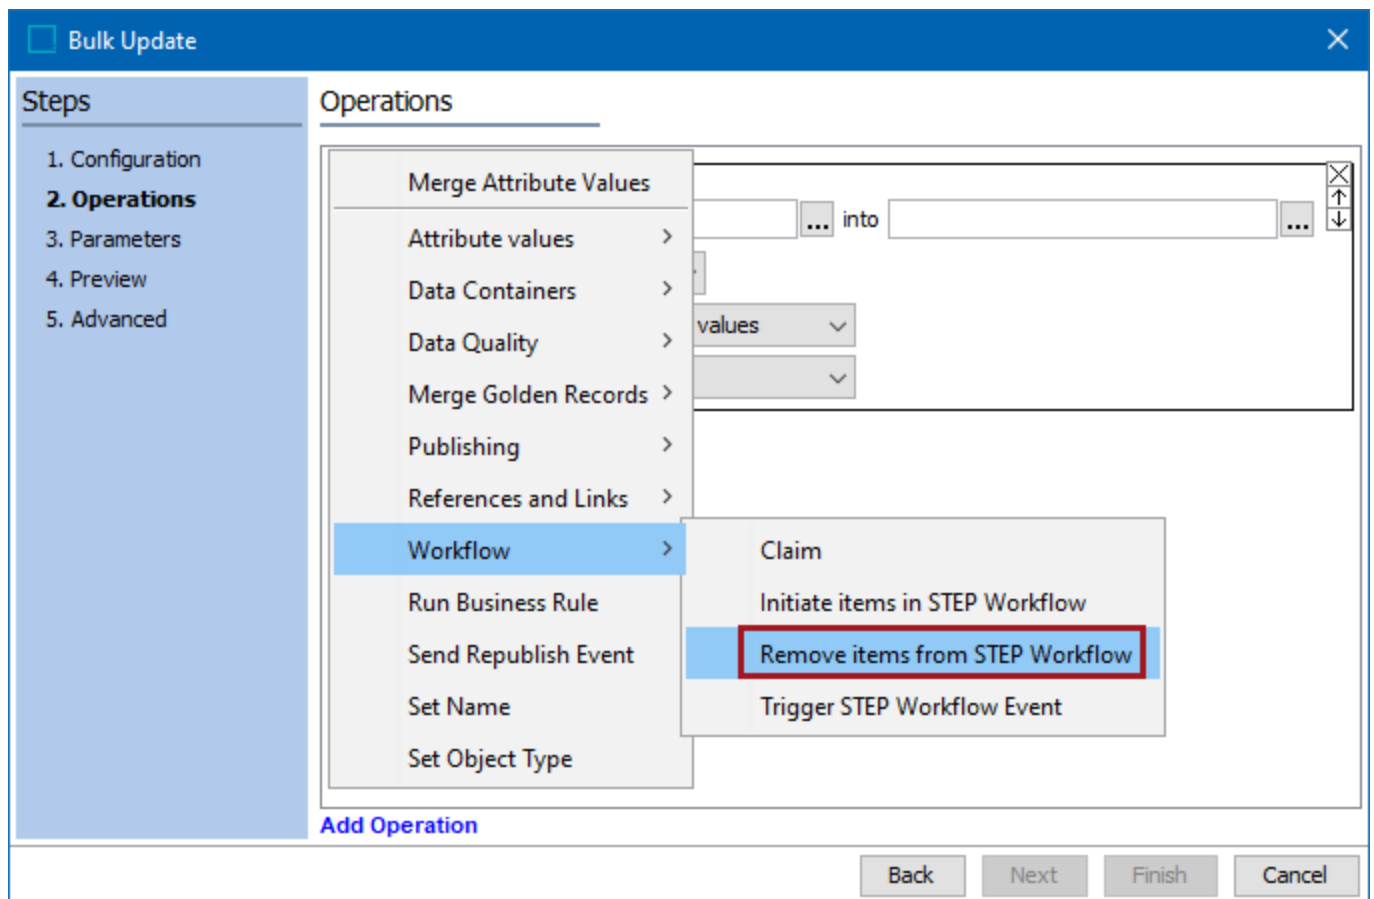 Bulk Update
Steps
1. Configuration
2. Operations
3. Parameters
4. Preview
5. Advanced
Operations
Merge Attribute Values
Attribute values
Data Containers
Data Quality
Merge Golden Records
Publishing
References and Links
Workflow
Run Business Rule
Send Republish Event
Set Name
Set Object Type
... into ...
values
Claim
Initiate items in STEP Workflow
Remove items from STEP Workflow
Trigger STEP Workflow Event
Add Operation
Back Next Finish Cancel